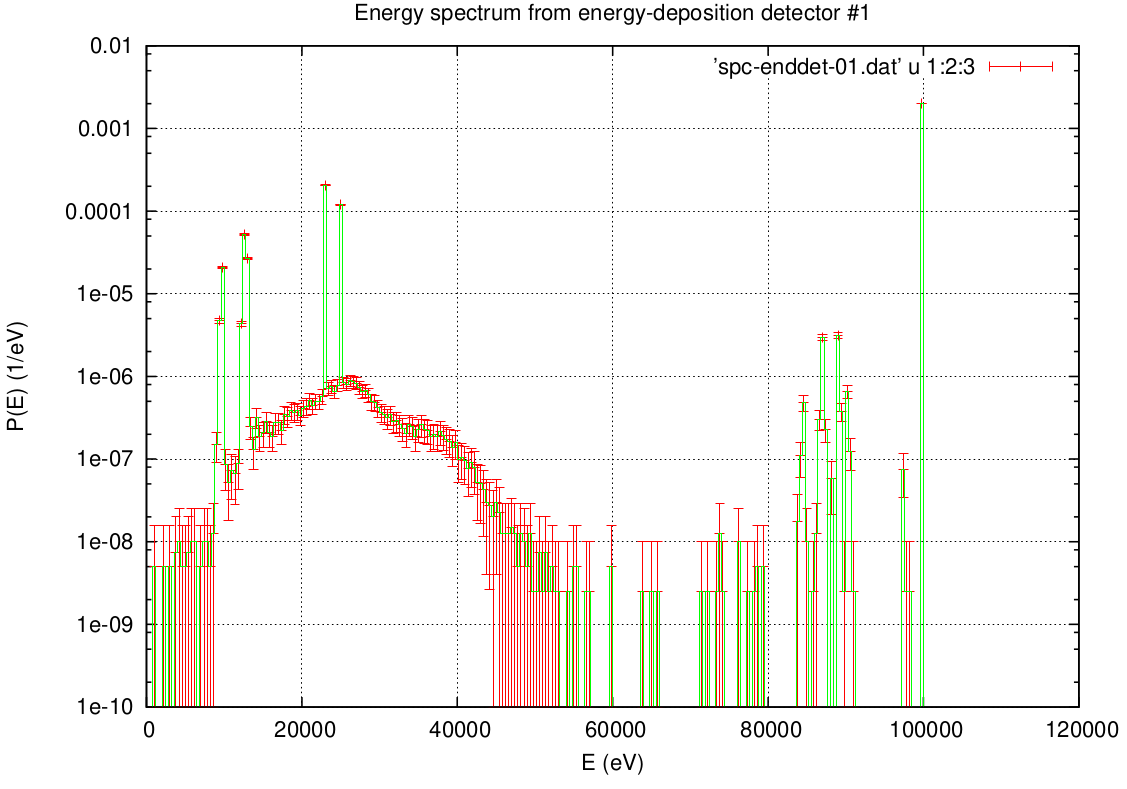 Energy spectrum from energy-deposition detector #1
'spc-enddet-01.dat' u 1:2:3
0.01
0.001
0.0001
1e-05
1e-06
1e-07
1e-08
1e-09
1e-10
P(E) (1/eV)
0 20000 40000 60000 80000 100000 120000
E (eV)